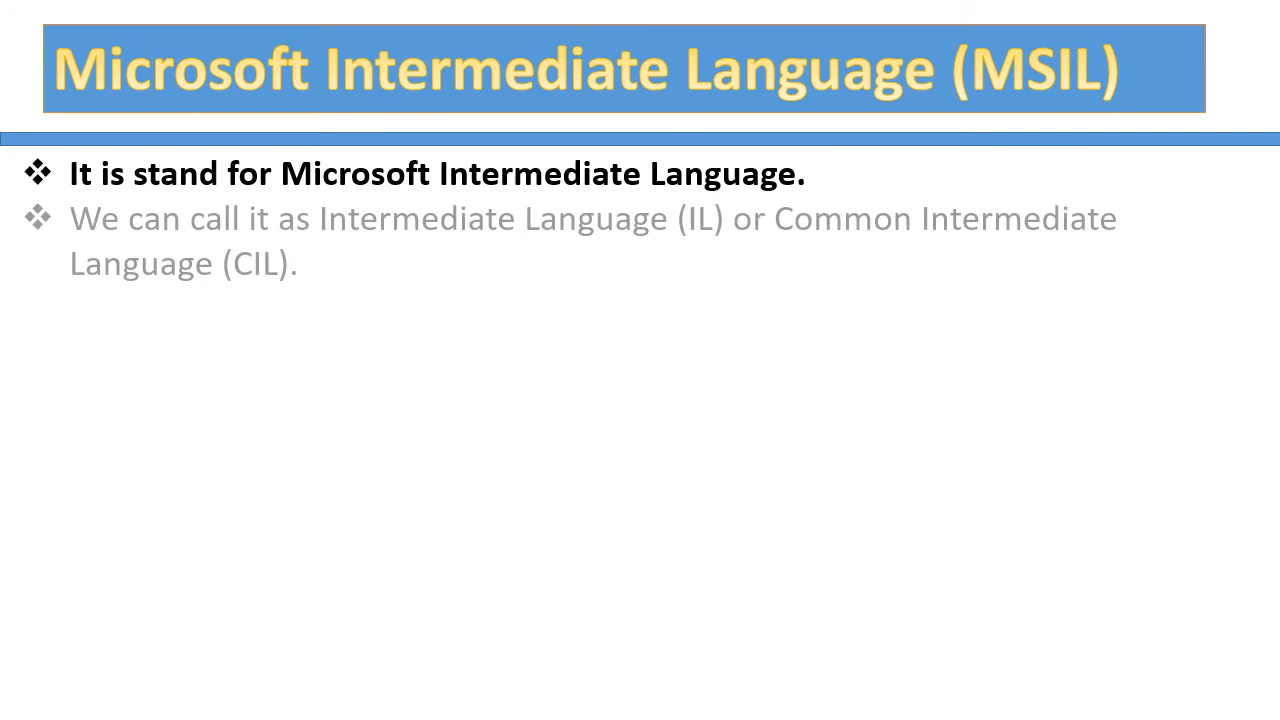 Microsoft Intermediate Language (MSIL)
❖ It is stand for Microsoft Intermediate Language.
❖ We can call it as Intermediate Language (IL) or Common Intermediate
Language (CIL).